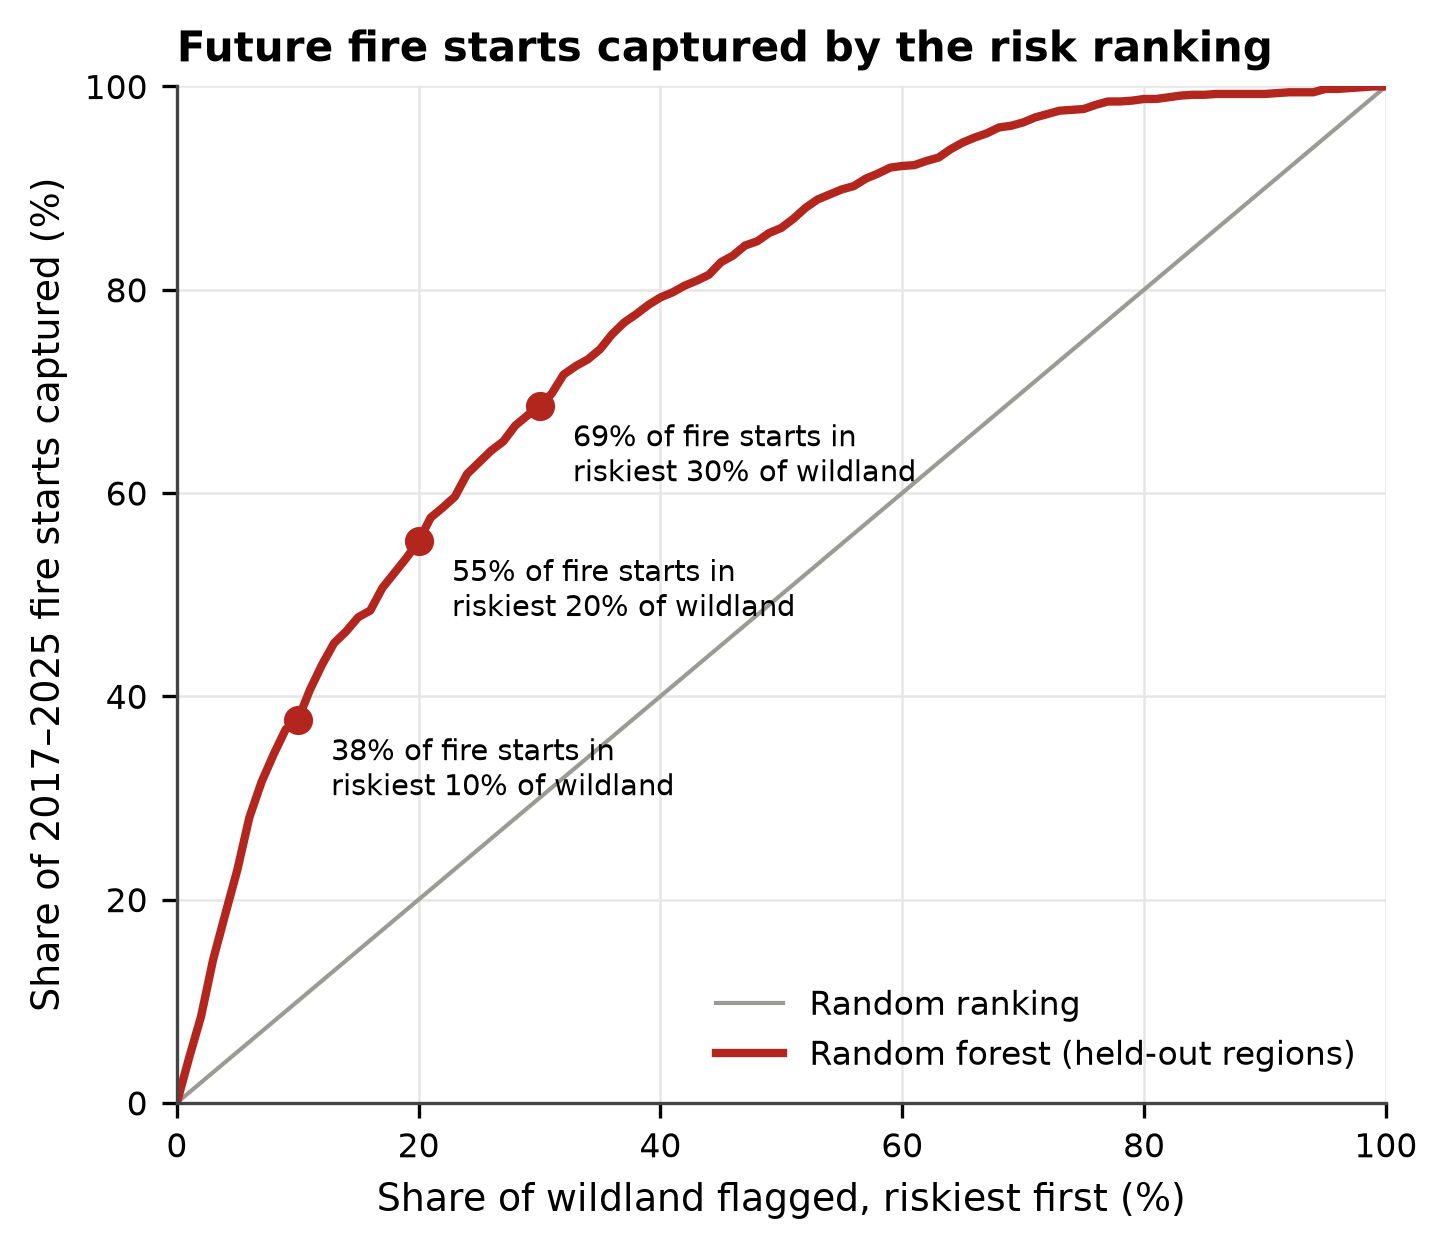 Future fire starts captured by the risk ranking
Share of 2017–2025 fire starts captured (%)
100
80
60
40
20
0
69% of fire starts in
riskiest 30% of wildland
55% of fire starts in
riskiest 20% of wildland
38% of fire starts in
riskiest 10% of wildland
Random ranking
Random forest (held-out regions)
0
20
40
60
80
100
Share of wildland flagged, riskiest first (%)